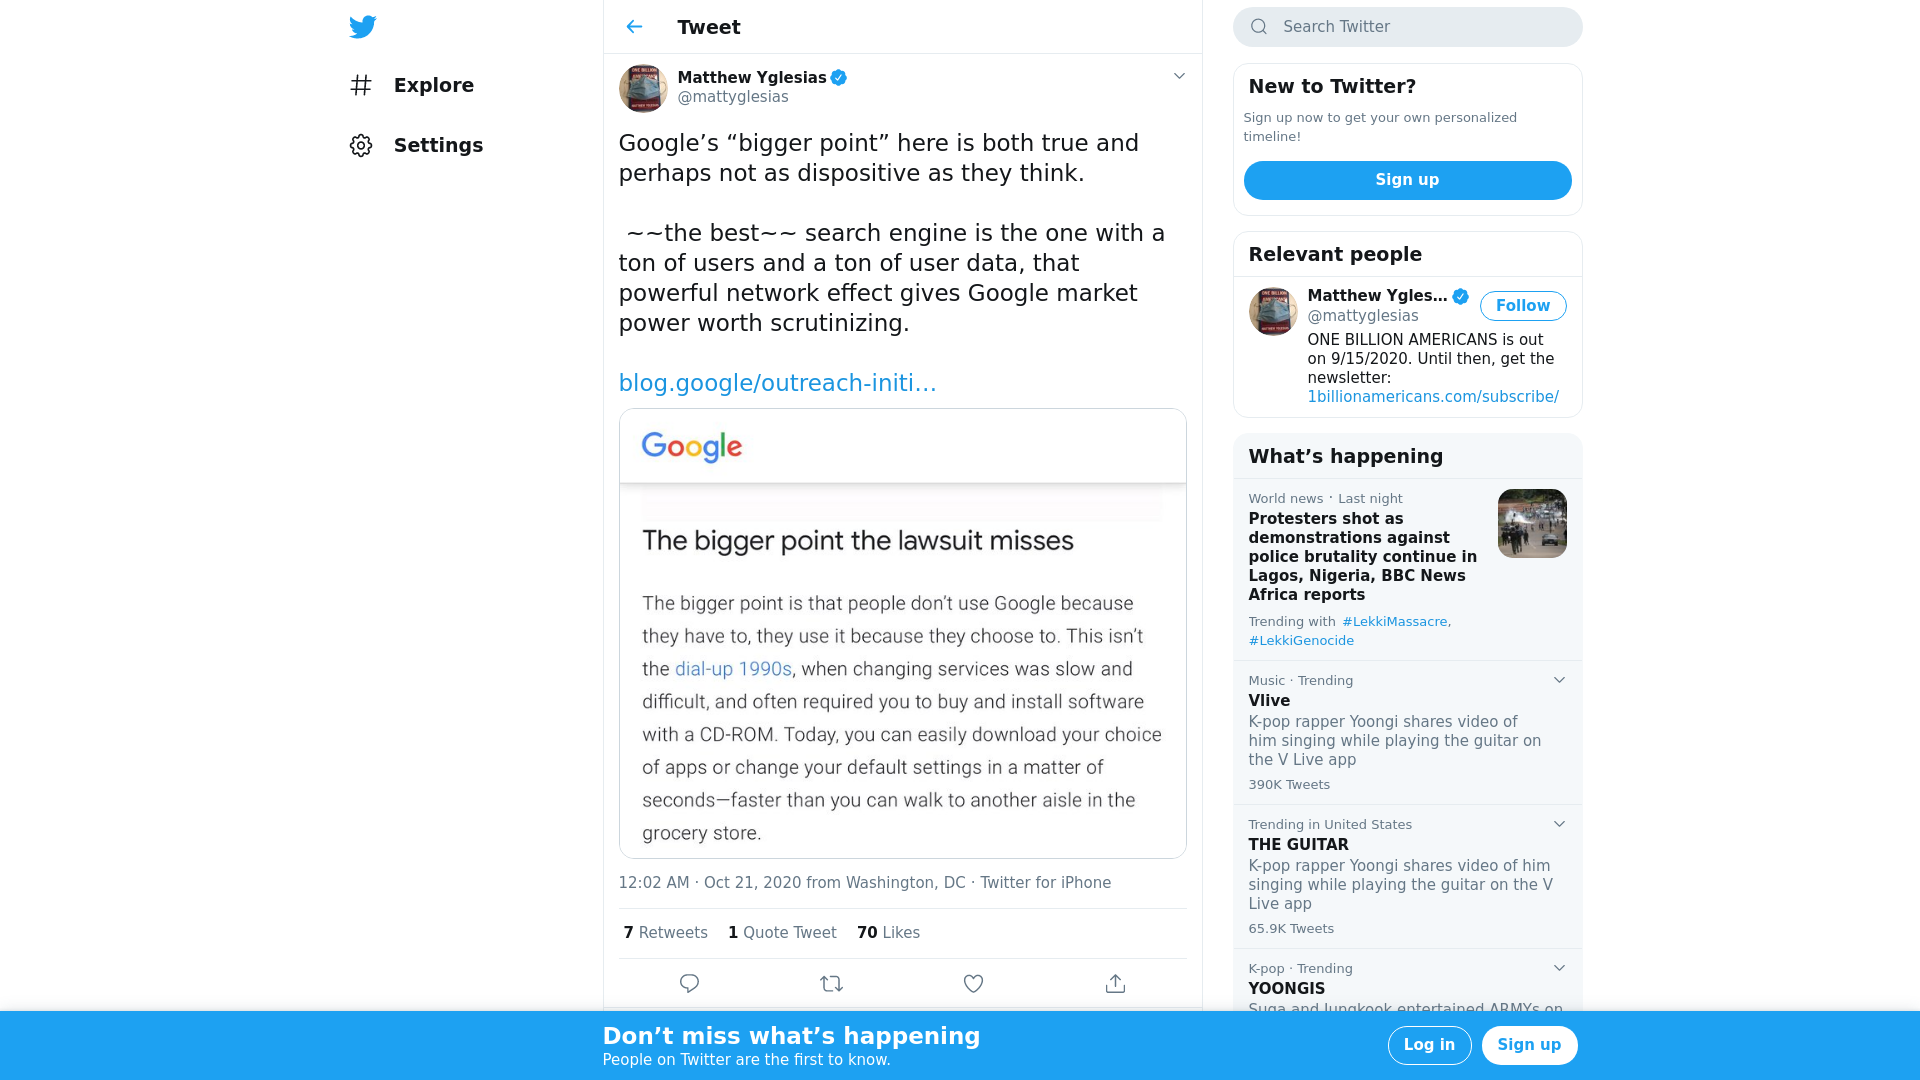 Explore
Settings
Tweet
Matthew Yglesias
@mattyglesias
Google’s “bigger point” here is both true and
perhaps not as dispositive as they think.
~~the best~~ search engine is the one with a
ton of users and a ton of user data, that
powerful network effect gives Google market
power worth scrutinizing.
blog.google/outreach-initi…
Google
The bigger point the lawsuit misses
The bigger point is that people don’t use Google because
they have to, they use it because they choose to. This isn’t
the dial-up 1990s, when changing services was slow and
difficult, and often required you to buy and install software
with a CD-ROM. Today, you can easily download your choice
of apps or change your default settings in a matter of
seconds—faster than you can walk to another aisle in the
grocery store.
12:02 AM · Oct 21, 2020 from Washington, DC · Twitter for iPhone
7 Retweets 1 Quote Tweet 70 Likes
Search Twitter
New to Twitter?
Sign up now to get your own personalized
timeline!
Sign up
Relevant people
Matthew Ygles…
Follow
@mattyglesias
ONE BILLION AMERICANS is out
on 9/15/2020. Until then, get the
newsletter:
1billionamericans.com/subscribe/
What’s happening
World news · Last night
Protesters shot as
demonstrations against
police brutality continue in
Lagos, Nigeria, BBC News
Africa reports
Trending with #LekkiMassacre,
#LekkiGenocide
Music · Trending
Vlive
K-pop rapper Yoongi shares video of
him singing while playing the guitar on
the V Live app
390K Tweets
Trending in United States
THE GUITAR
K-pop rapper Yoongi shares video of him
singing while playing the guitar on the V
Live app
65.9K Tweets
K-pop · Trending
YOONGIS
Suga and Jungkook entertained ARMYs on
Don’t miss what’s happening
People on Twitter are the first to know.
Log in
Sign up